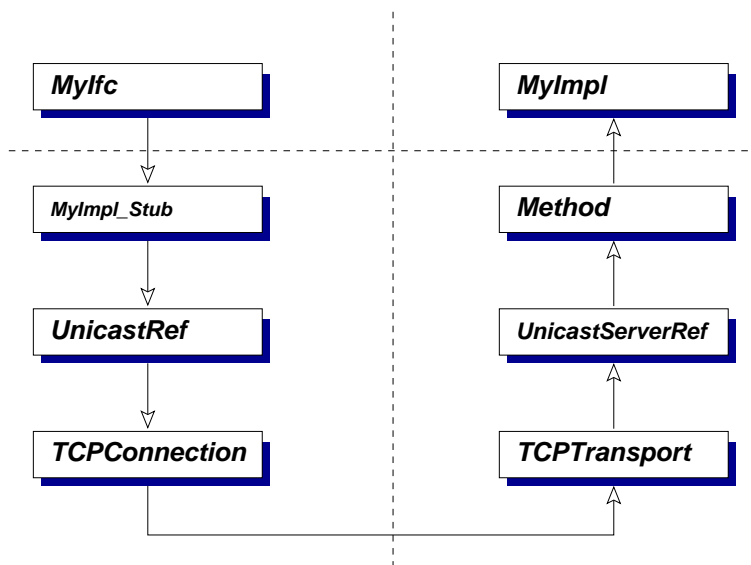 MyIfc
MyImpl
MyImpl_Stub
Method
UnicastRef
UnicastServerRef
TCPConnection
TCPTransport